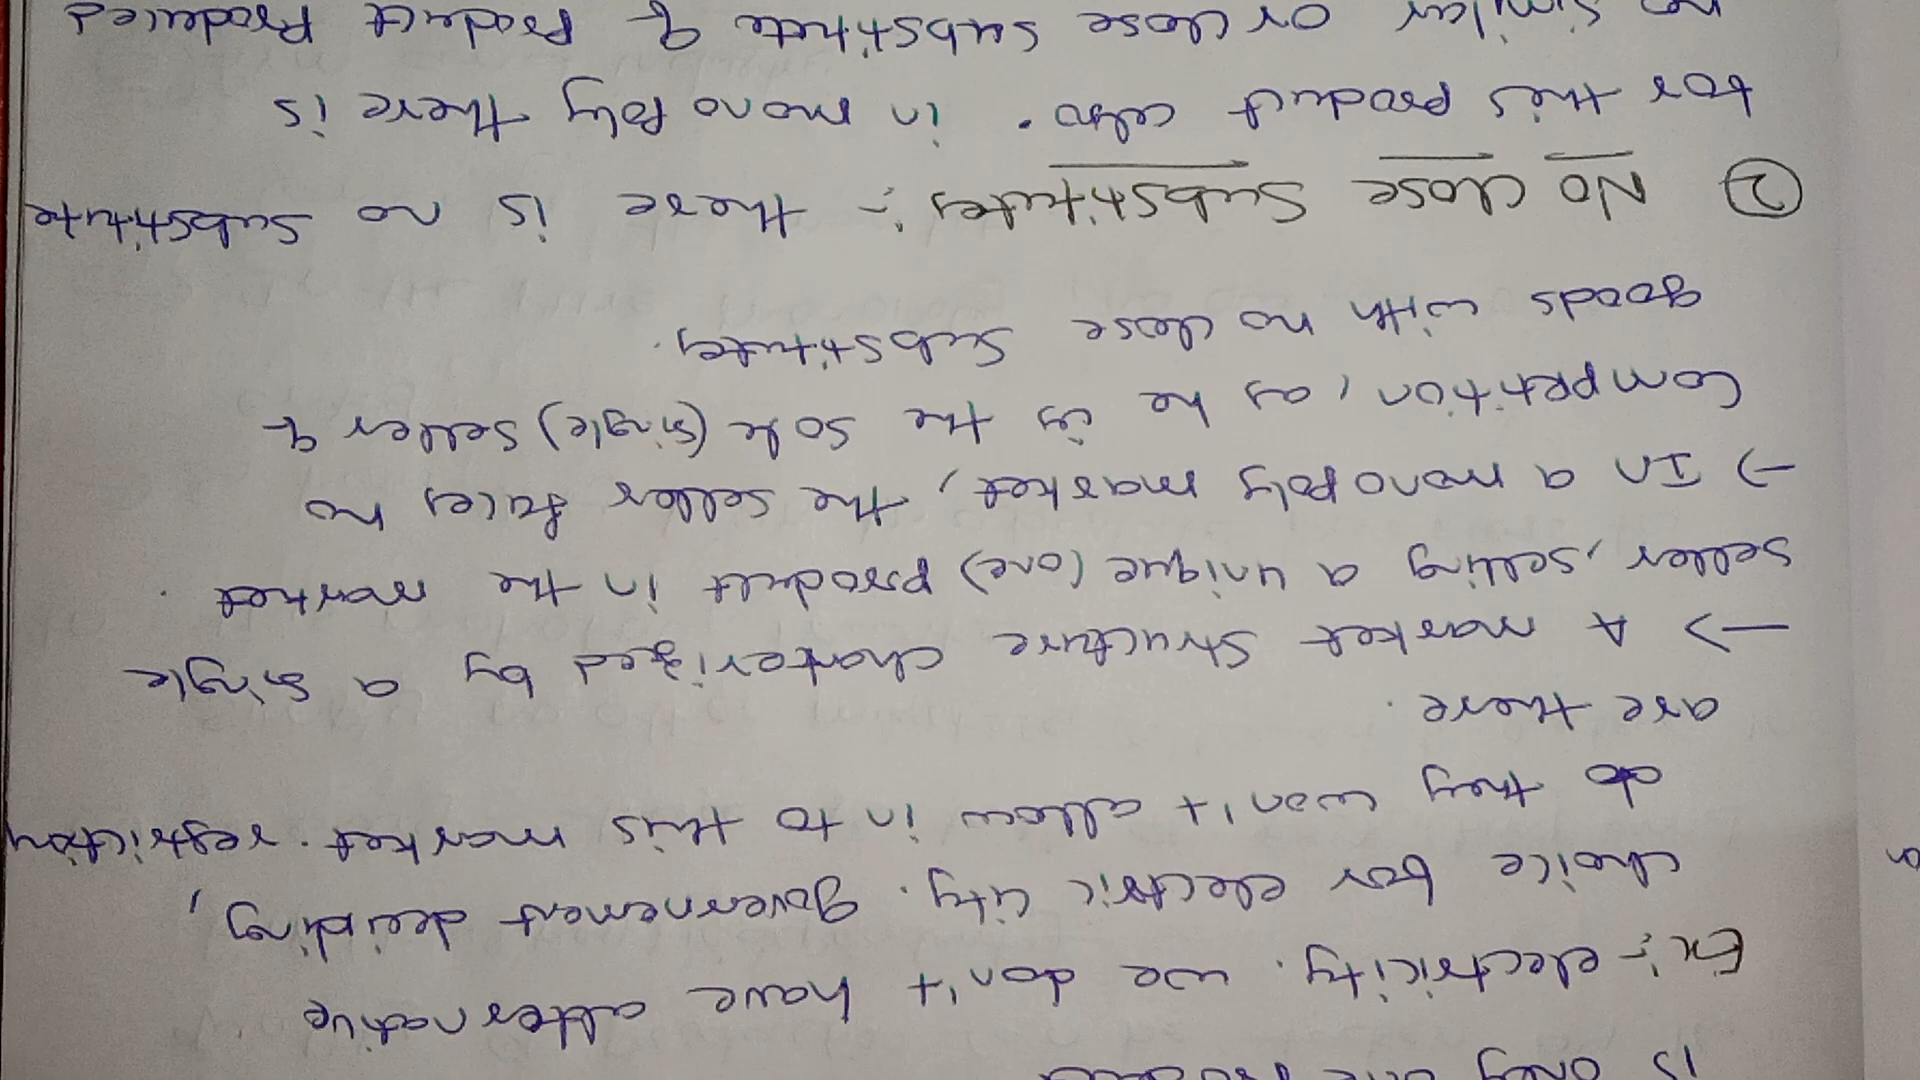 is only one
Ex:- electricity. we don't have alternative
choice for electricity. governement deciding,
do they won't allow in to this market. restriction
are there.
→ A market structure charterized by a single
seller, selling a unique (one) product in the market.
→ In a monopoly market, the seller faces no
Competition, as he is the sole (single) seller of
goods with no close substitutes.
② No close Substitutes :- there is no substitute
for this product also. in monopoly there is
no similar or close substitute product of Produced